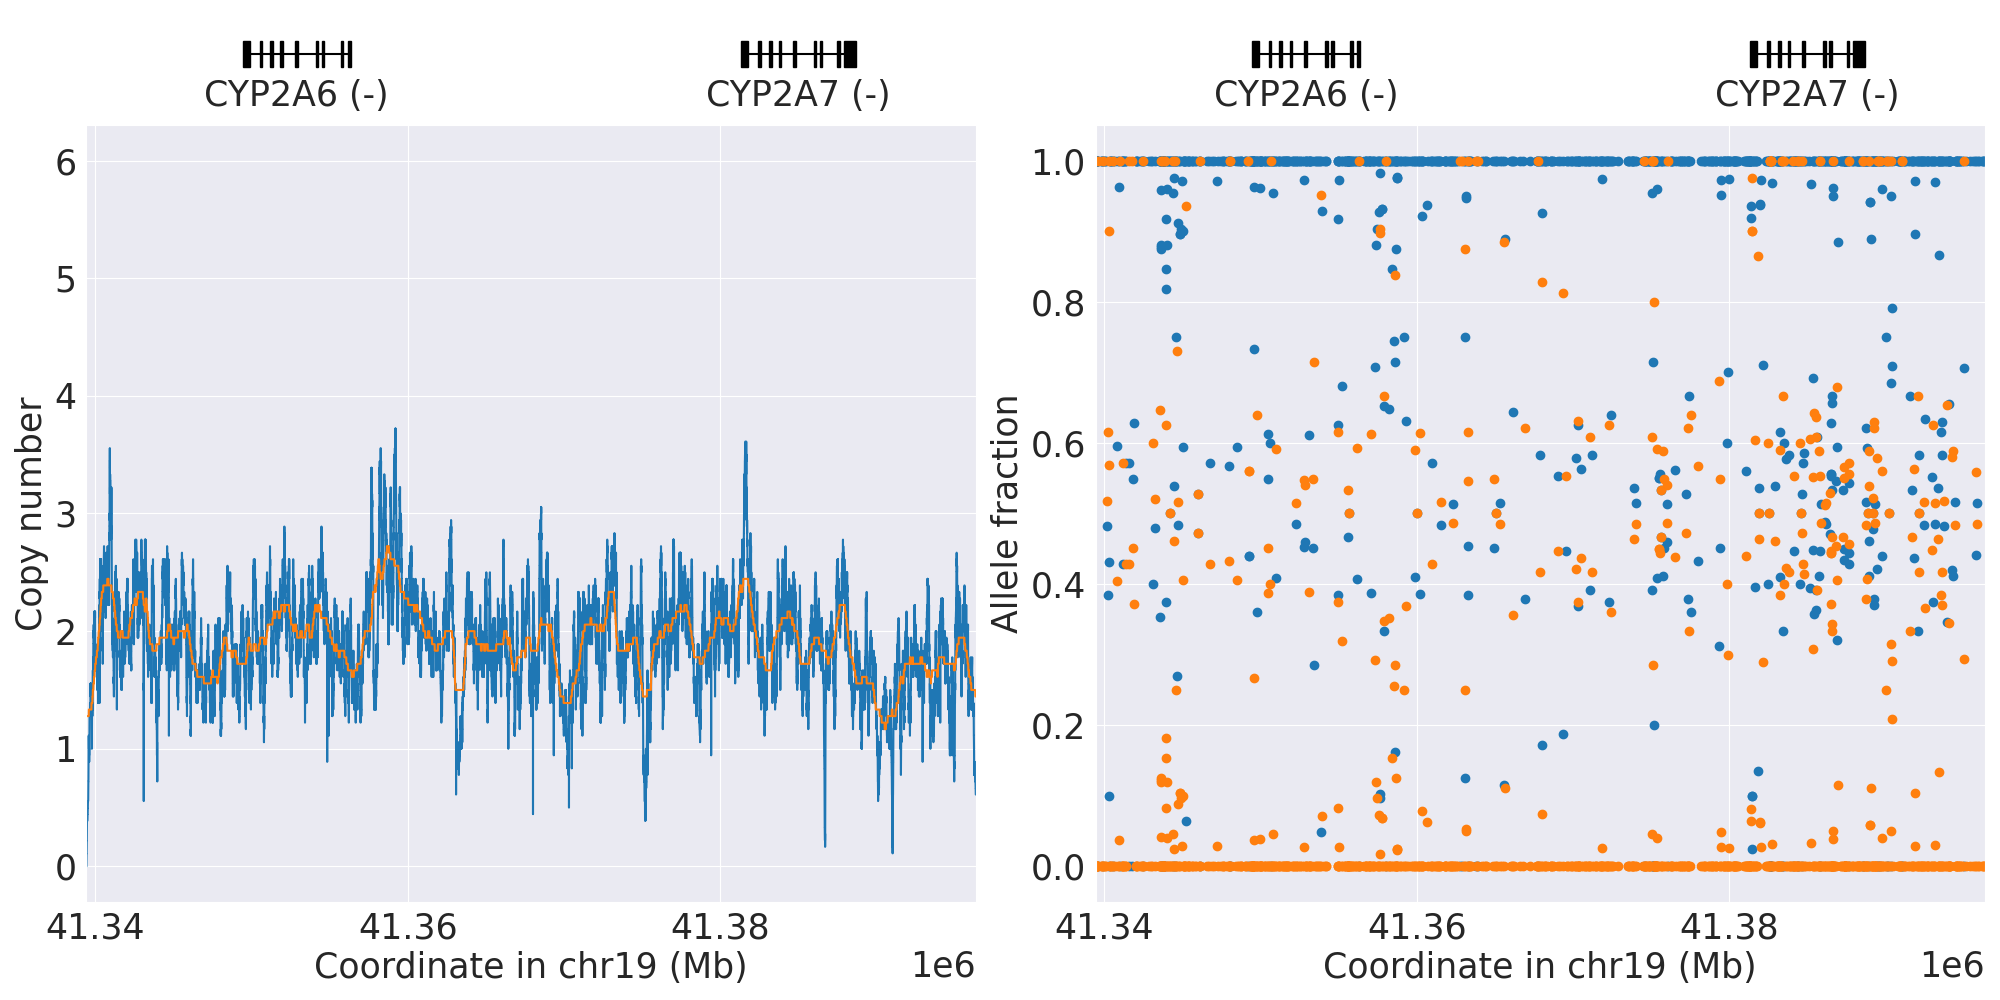 CYP2A6 (-)
CYP2A7 (-)
6
5
4
3
2
1
0
Copy number
41.34
41.36
41.38
Coordinate in chr19 (Mb)
1e6
CYP2A6 (-)
CYP2A7 (-)
1.0
0.8
0.6
0.4
0.2
0.0
Allele fraction
41.34
41.36
41.38
Coordinate in chr19 (Mb)
1e6